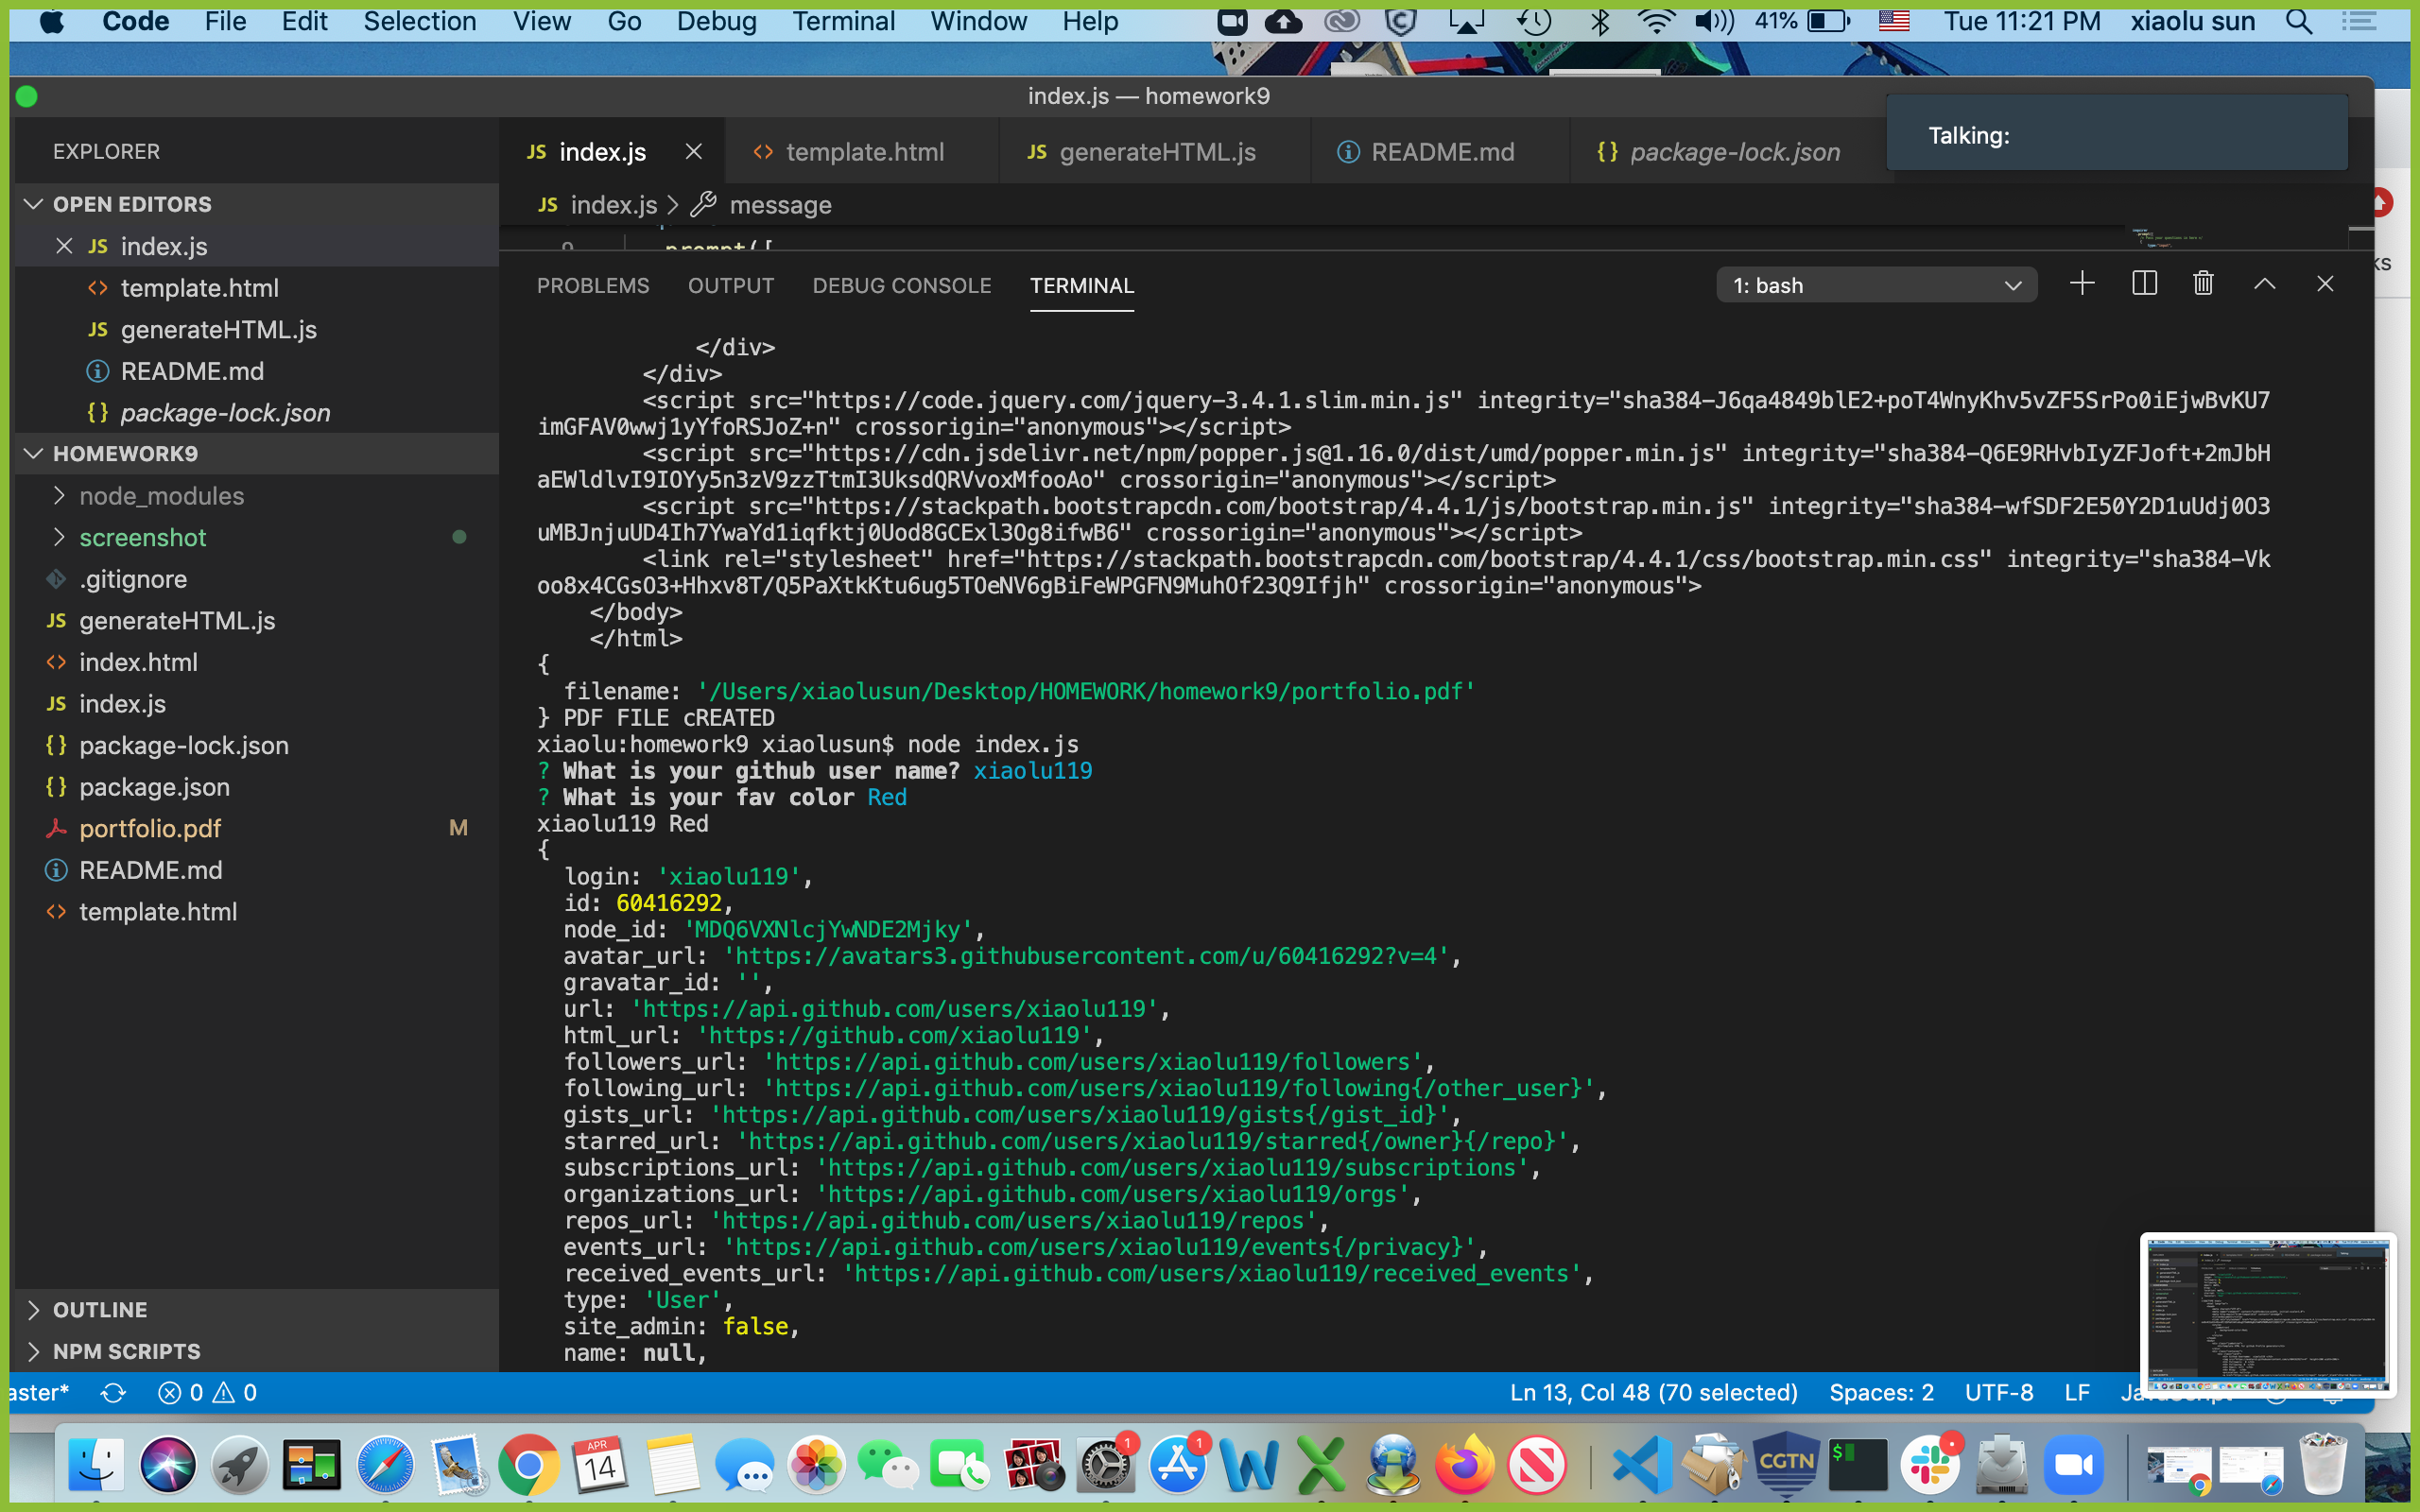 Code File Edit Selection View Go Debug Terminal Window Help 41% Tue 11:21 PM xiaolu sun
index.js — homework9
Talking:
EXPLORER
JS index.js template.html JS generateHTML.js README.md {} package-lock.json
OPEN EDITORS
JS index.js > message
JS index.js
template.html
JS generateHTML.js
README.md
{} package-lock.json
HOMEWORK9
node_modules
screenshot
.gitignore
JS generateHTML.js
index.html
JS index.js
{} package-lock.json
{} package.json
portfolio.pdf M
README.md
template.html
OUTLINE
NPM SCRIPTS
9 prompt([
PROBLEMS OUTPUT DEBUG CONSOLE TERMINAL 1: bash
</div>
</div>
<script src="https://code.jquery.com/jquery-3.4.1.slim.min.js" integrity="sha384-J6qa4849blE2+poT4WnyKhv5vZF5SrPo0iEjwBvKU7
imGFAV0wwj1yYfoRSJoZ+n" crossorigin="anonymous"></script>
<script src="https://cdn.jsdelivr.net/npm/popper.js@1.16.0/dist/umd/popper.min.js" integrity="sha384-Q6E9RHvbIyZFJoft+2mJbH
aEWldlvI9IOYy5n3zV9zzTtmI3UksdQRVvoxMfooAo" crossorigin="anonymous"></script>
<script src="https://stackpath.bootstrapcdn.com/bootstrap/4.4.1/js/bootstrap.min.js" integrity="sha384-wfSDF2E50Y2D1uUdj0O3
uMBJnjuUD4Ih7YwaYd1iqfktj0Uod8GCExl3Og8ifwB6" crossorigin="anonymous"></script>
<link rel="stylesheet" href="https://stackpath.bootstrapcdn.com/bootstrap/4.4.1/css/bootstrap.min.css" integrity="sha384-Vk
oo8x4CGsO3+Hhxv8T/Q5PaXtkKtu6ug5TOeNV6gBiFeWPGFN9MuhOf23Q9Ifjh" crossorigin="anonymous">
</body>
</html>
{
filename: '/Users/xiaolusun/Desktop/HOMEWORK/homework9/portfolio.pdf'
} PDF FILE cREATED
xiaolu:homework9 xiaolusun$ node index.js
? What is your github user name? xiaolu119
? What is your fav color Red
xiaolu119 Red
{
login: 'xiaolu119',
id: 60416292,
node_id: 'MDQ6VXNlcjYwNDE2Mjky',
avatar_url: 'https://avatars3.githubusercontent.com/u/60416292?v=4',
gravatar_id: '',
url: 'https://api.github.com/users/xiaolu119',
html_url: 'https://github.com/xiaolu119',
followers_url: 'https://api.github.com/users/xiaolu119/followers',
following_url: 'https://api.github.com/users/xiaolu119/following{/other_user}',
gists_url: 'https://api.github.com/users/xiaolu119/gists{/gist_id}',
starred_url: 'https://api.github.com/users/xiaolu119/starred{/owner}{/repo}',
subscriptions_url: 'https://api.github.com/users/xiaolu119/subscriptions',
organizations_url: 'https://api.github.com/users/xiaolu119/orgs',
repos_url: 'https://api.github.com/users/xiaolu119/repos',
events_url: 'https://api.github.com/users/xiaolu119/events{/privacy}',
received_events_url: 'https://api.github.com/users/xiaolu119/received_events',
type: 'User',
site_admin: false,
name: null,
aster* 0 0 Ln 13, Col 48 (70 selected) Spaces: 2 UTF-8 LF JavaScript
APR
14
1
1
CGTN
$
ks